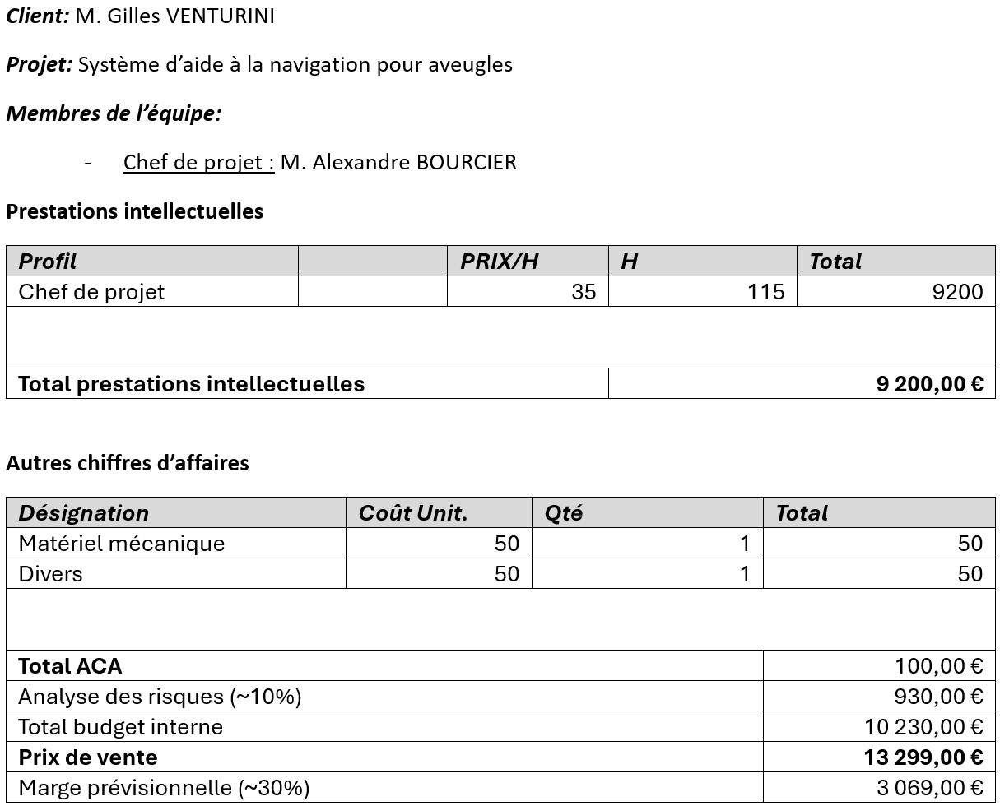 Client: M. Gilles VENTURINI
Projet: Système d’aide à la navigation pour aveugles
Membres de l’équipe:
- Chef de projet : M. Alexandre BOURCIER
Prestations intellectuelles
Profil PRIX/H H Total
Chef de projet 35 115 9200
Total prestations intellectuelles 9 200,00 €
Autres chiffres d’affaires
Désignation Coût Unit. Qté Total
Matériel mécanique 50 1 50
Divers 50 1 50
Total ACA 100,00 €
Analyse des risques (~10%) 930,00 €
Total budget interne 10 230,00 €
Prix de vente 13 299,00 €
Marge prévisionnelle (~30%) 3 069,00 €